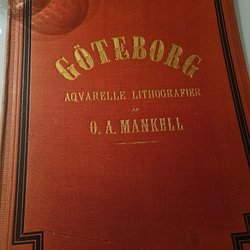 GÖTEBORG
AQVARELLE LITHOGRAFIER
AF
O. A. MANKELL